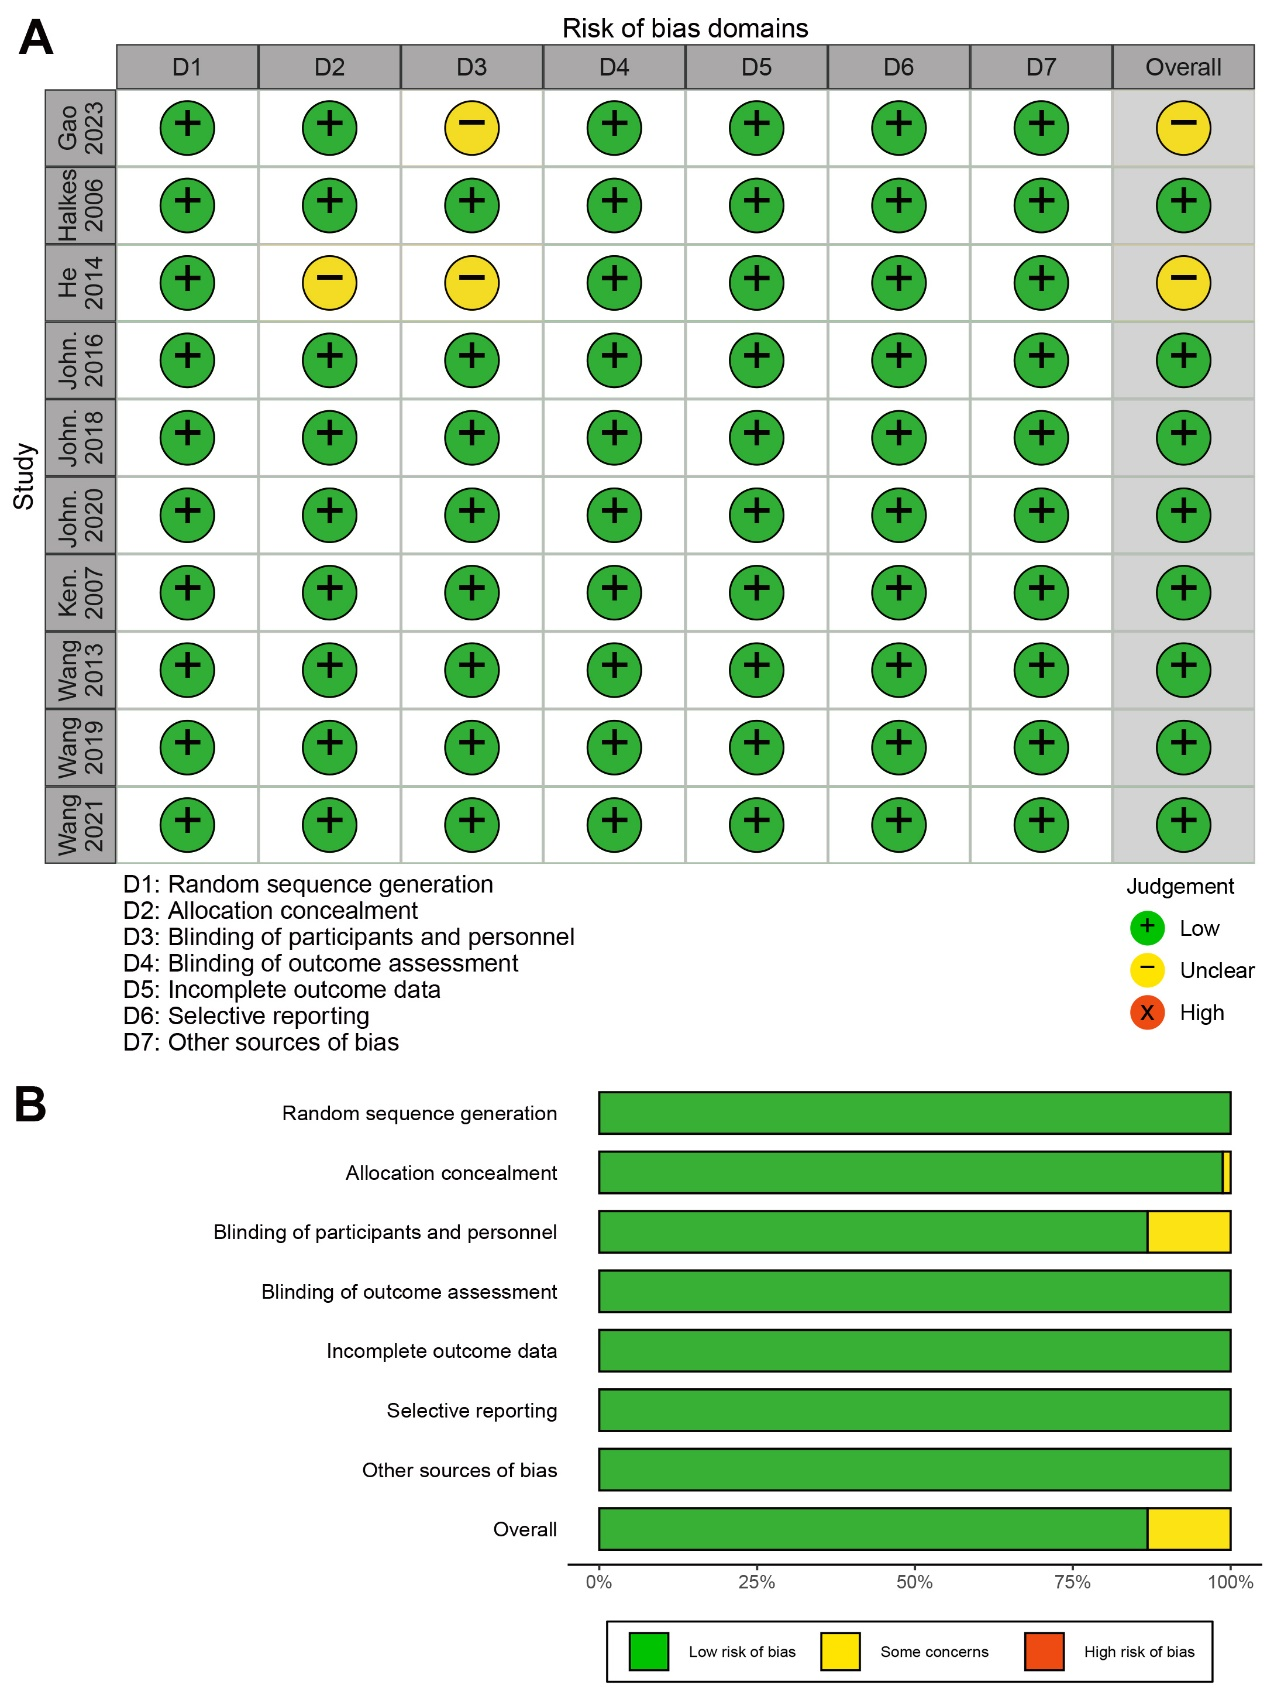 A
Risk of bias domains
D1 D2 D3 D4 D5 D6 D7 Overall
Study
Gao 2023 + + − + + + + −
Halkes 2006 + + + + + + + +
He 2014 + − − + + + + −
John. 2016 + + + + + + + +
John. 2018 + + + + + + + +
John. 2020 + + + + + + + +
Ken. 2007 + + + + + + + +
Wang 2013 + + + + + + + +
Wang 2019 + + + + + + + +
Wang 2021 + + + + + + + +
D1: Random sequence generation
D2: Allocation concealment
D3: Blinding of participants and personnel
D4: Blinding of outcome assessment
D5: Incomplete outcome data
D6: Selective reporting
D7: Other sources of bias
Judgement
+ Low
− Unclear
X High
B
Random sequence generation
Allocation concealment
Blinding of participants and personnel
Blinding of outcome assessment
Incomplete outcome data
Selective reporting
Other sources of bias
Overall
0% 25% 50% 75% 100%
Low risk of bias Some concerns High risk of bias